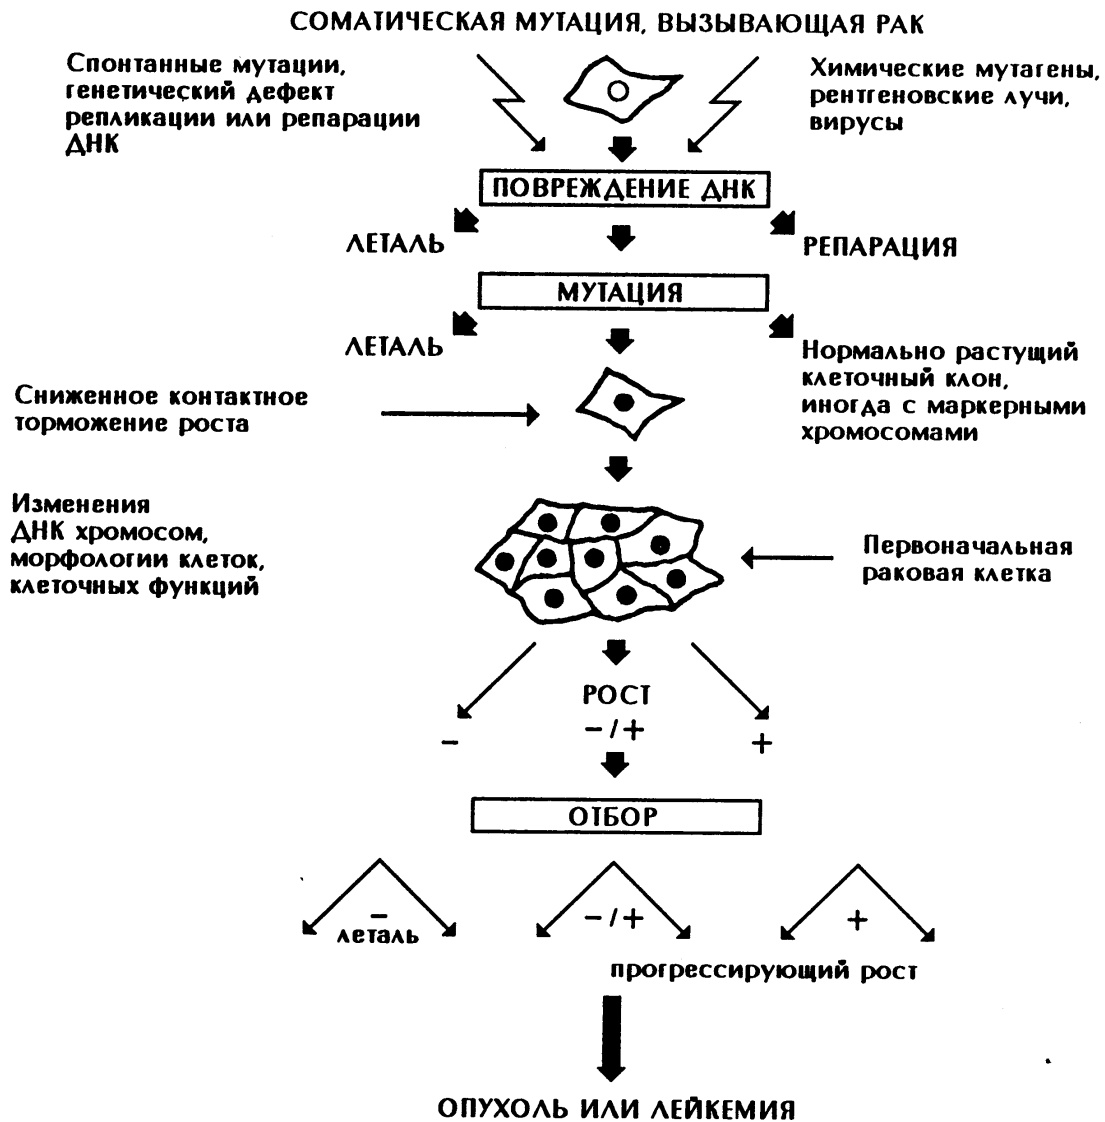 СОМАТИЧЕСКАЯ МУТАЦИЯ, ВЫЗЫВАЮЩАЯ РАК
Спонтанные мутации,
генетический дефект
репликации или репарации
ДНК
Химические мутагены,
рентгеновские лучи,
вирусы
ПОВРЕЖДЕНИЕ ДНК
ЛЕТАЛЬ
РЕПАРАЦИЯ
МУТАЦИЯ
ЛЕТАЛЬ
Нормально растущий
клеточный клон,
иногда с маркерными
хромосомами
Сниженное контактное
торможение роста
Изменения
ДНК хромосом,
морфологии клеток,
клеточных функций
Первоначальная
раковая клетка
РОСТ
–
– / +
+
ОТБОР
–
леталь
– / +
+
прогрессирующий рост
ОПУХОЛЬ ИЛИ ЛЕЙКЕМИЯ